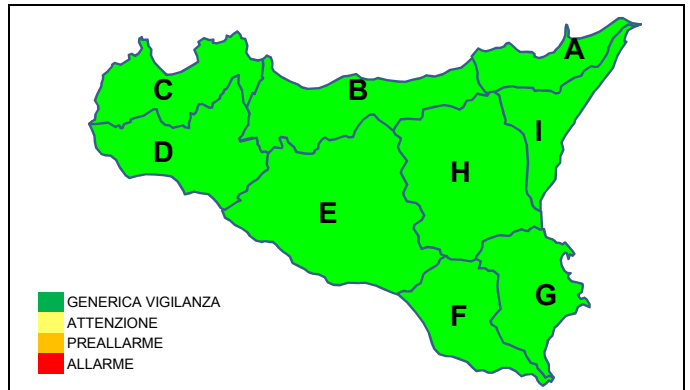 A
C
B
I
D
H
E
G
F
GENERICA VIGILANZA
ATTENZIONE
PREALLARME
ALLARME